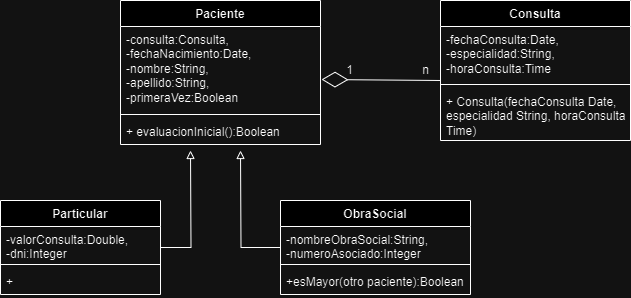 Paciente
-consulta:Consulta,
-fechaNacimiento:Date,
-nombre:String,
-apellido:String,
-primeraVez:Boolean
+ evaluacionInicial():Boolean
1
n
Consulta
-fechaConsulta:Date,
-especialidad:String,
-horaConsulta:Time
+ Consulta(fechaConsulta Date,
especialidad String, horaConsulta
Time)
Particular
-valorConsulta:Double,
-dni:Integer
+
ObraSocial
-nombreObraSocial:String,
-numeroAsociado:Integer
+esMayor(otro paciente):Boolean